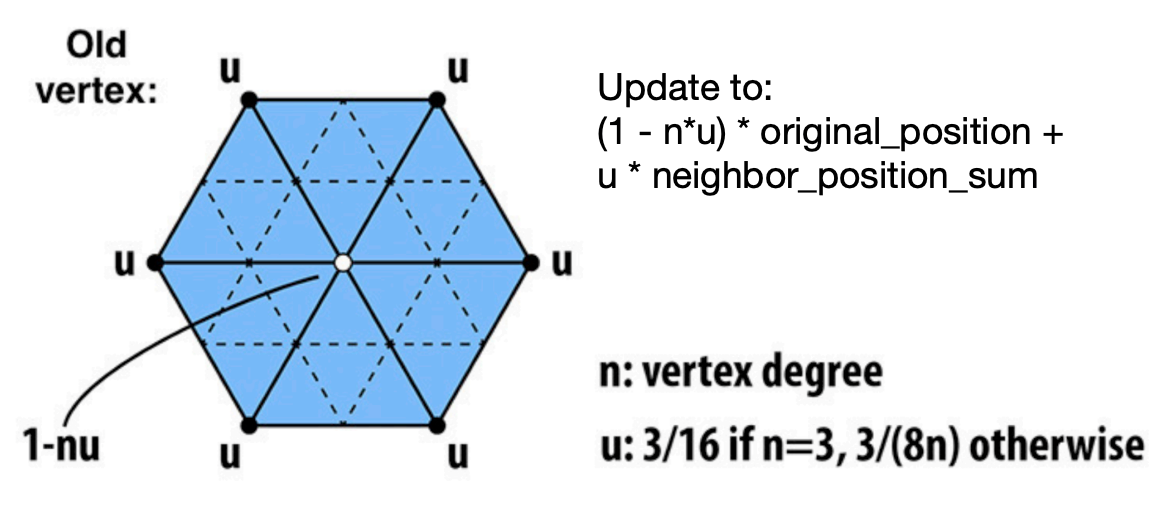 Old
vertex:
u
u
u
u
1-nu
u
u
Update to:
(1 - n*u) * original_position +
u * neighbor_position_sum
n: vertex degree
u: 3/16 if n=3, 3/(8n) otherwise